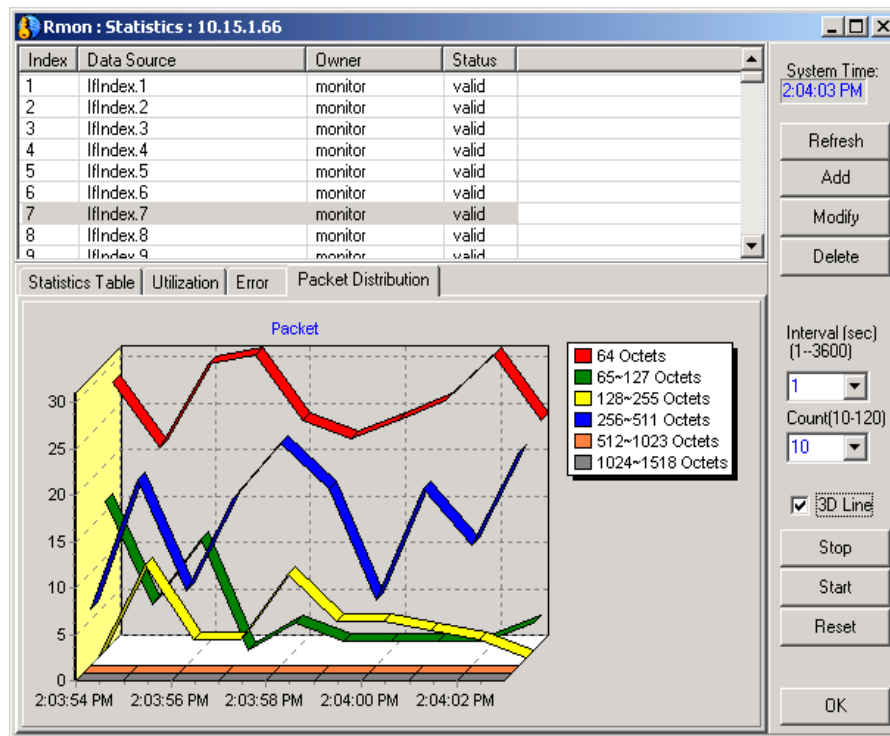 Rmon : Statistics : 10.15.1.66
Index Data Source Owner Status
1 IfIndex.1 monitor valid
2 IfIndex.2 monitor valid
3 IfIndex.3 monitor valid
4 IfIndex.4 monitor valid
5 IfIndex.5 monitor valid
6 IfIndex.6 monitor valid
7 IfIndex.7 monitor valid
8 IfIndex.8 monitor valid
9 IfIndex.9 monitor valid
Statistics Table Utilization Error Packet Distribution
Packet
30
25
20
15
10
5
0
2:03:54 PM 2:03:56 PM 2:03:58 PM 2:04:00 PM 2:04:02 PM
64 Octets
65~127 Octets
128~255 Octets
256~511 Octets
512~1023 Octets
1024~1518 Octets
System Time:
2:04:03 PM
Refresh
Add
Modify
Delete
Interval (sec)
(1--3600)
1
Count(10-120)
10
3D Line
Stop
Start
Reset
OK